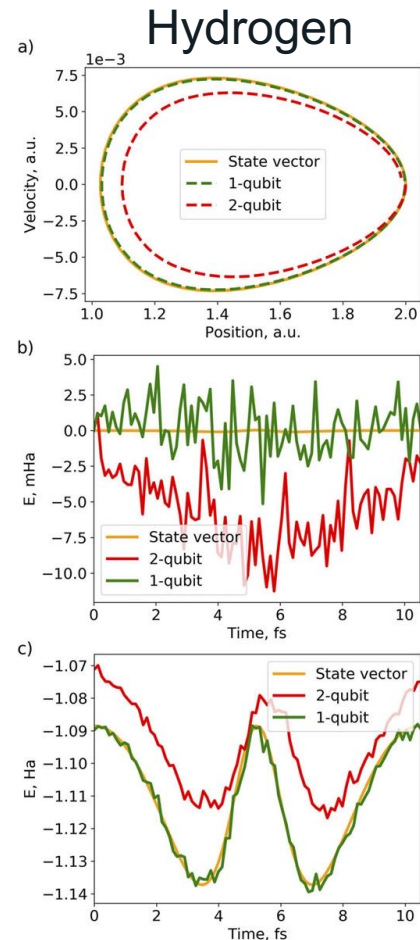 Hydrogen
a)
1e−3
7.5
5.0
2.5
0.0
−2.5
−5.0
−7.5
Velocity, a.u.
State vector
1-qubit
2-qubit
1.0 1.2 1.4 1.6 1.8 2.0
Position, a.u.
b)
5.0
2.5
0.0
−2.5
−5.0
−7.5
−10.0
E, mHa
State vector
2-qubit
1-qubit
0 2 4 6 8 10
Time, fs
c)
−1.07
−1.08
−1.09
−1.10
−1.11
−1.12
−1.13
−1.14
E, Ha
State vector
2-qubit
1-qubit
0 2 4 6 8 10
Time, fs